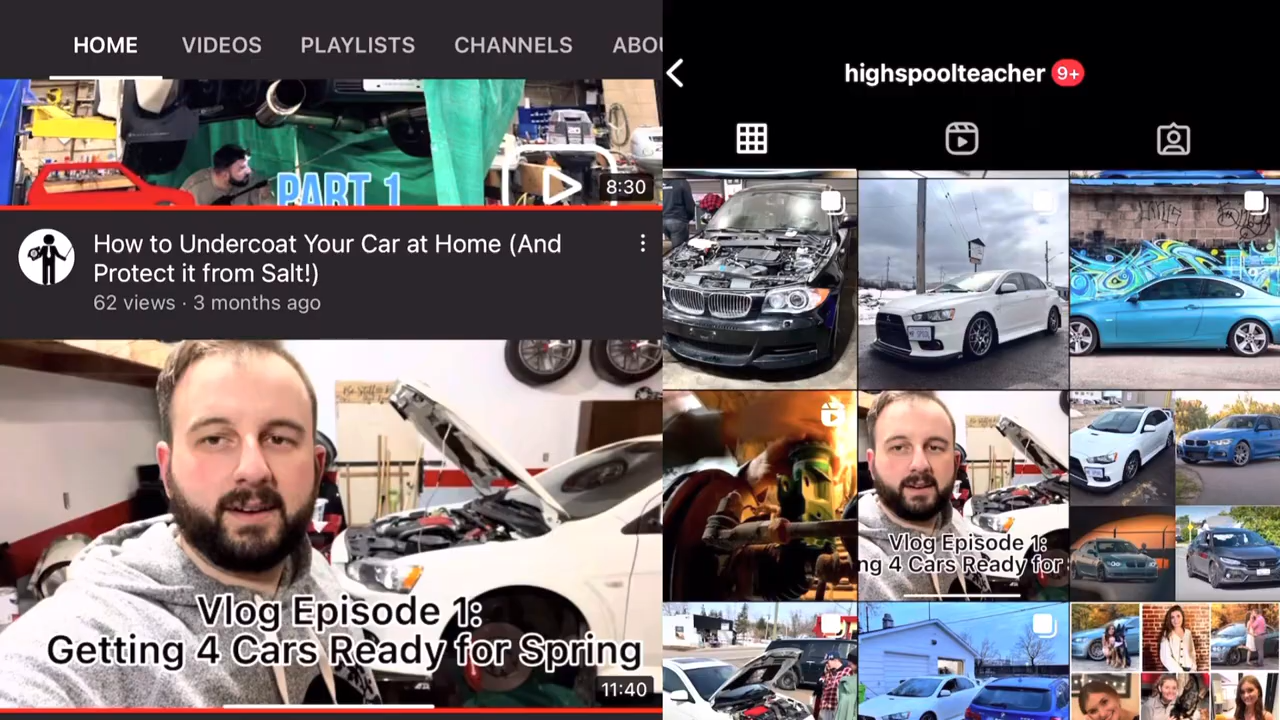 HOME VIDEOS PLAYLISTS CHANNELS ABOU
PART 1
8:30
How to Undercoat Your Car at Home (And
Protect it from Salt!)
62 views · 3 months ago
Vlog Episode 1:
Getting 4 Cars Ready for Spring
11:40
highspoolteacher 9+
Vlog Episode 1:
ng 4 Cars Ready for